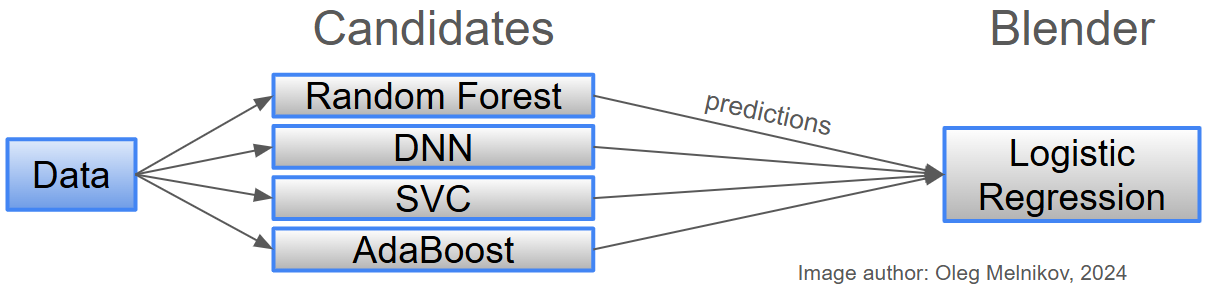 Candidates
Blender
Random Forest
predictions
DNN
Data
SVC
AdaBoost
Logistic
Regression
Image author: Oleg Melnikov, 2024